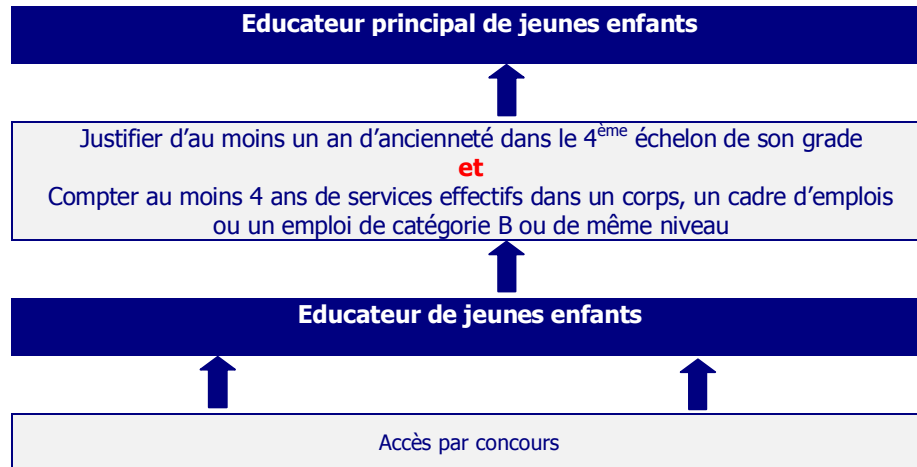 Educateur principal de jeunes enfants
Justifier d'au moins un an d'ancienneté dans le 4ème échelon de son grade
et
Compter au moins 4 ans de services effectifs dans un corps, un cadre d'emplois
ou un emploi de catégorie B ou de même niveau
Educateur de jeunes enfants
Accès par concours